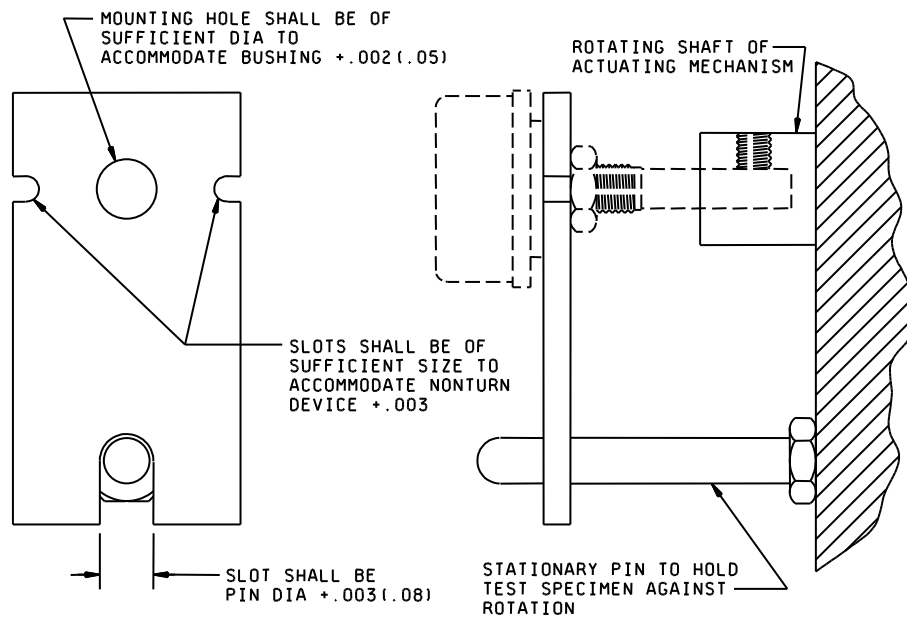 MOUNTING HOLE SHALL BE OF
SUFFICIENT DIA TO
ACCOMMODATE BUSHING +.002(.05)
ROTATING SHAFT OF
ACTUATING MECHANISM
SLOTS SHALL BE OF
SUFFICIENT SIZE TO
ACCOMMODATE NONTURN
DEVICE +.003
SLOT SHALL BE
PIN DIA +.003(.08)
STATIONARY PIN TO HOLD
TEST SPECIMEN AGAINST
ROTATION